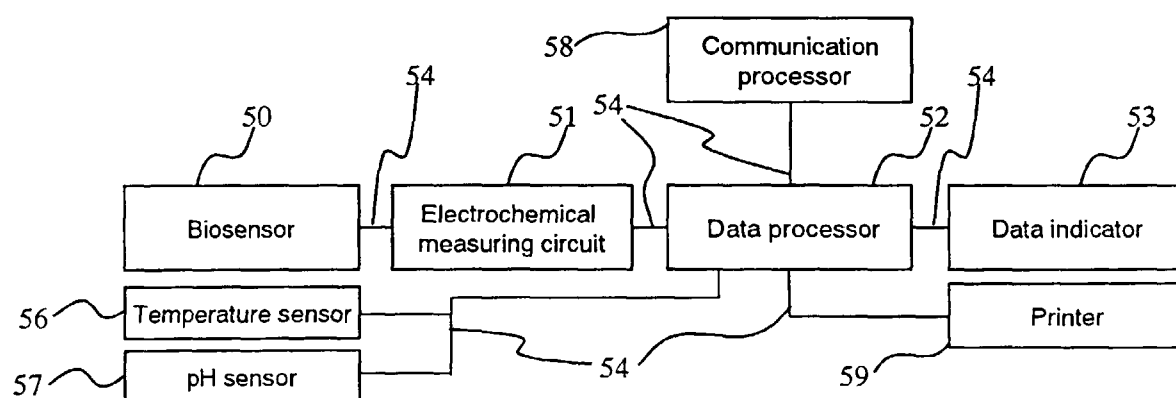 58
Communication
processor
54
54
50
51
52
54
53
Biosensor
Electrochemical
measuring circuit
Data processor
Data indicator
56
Temperature sensor
Printer
57
pH sensor
54
59